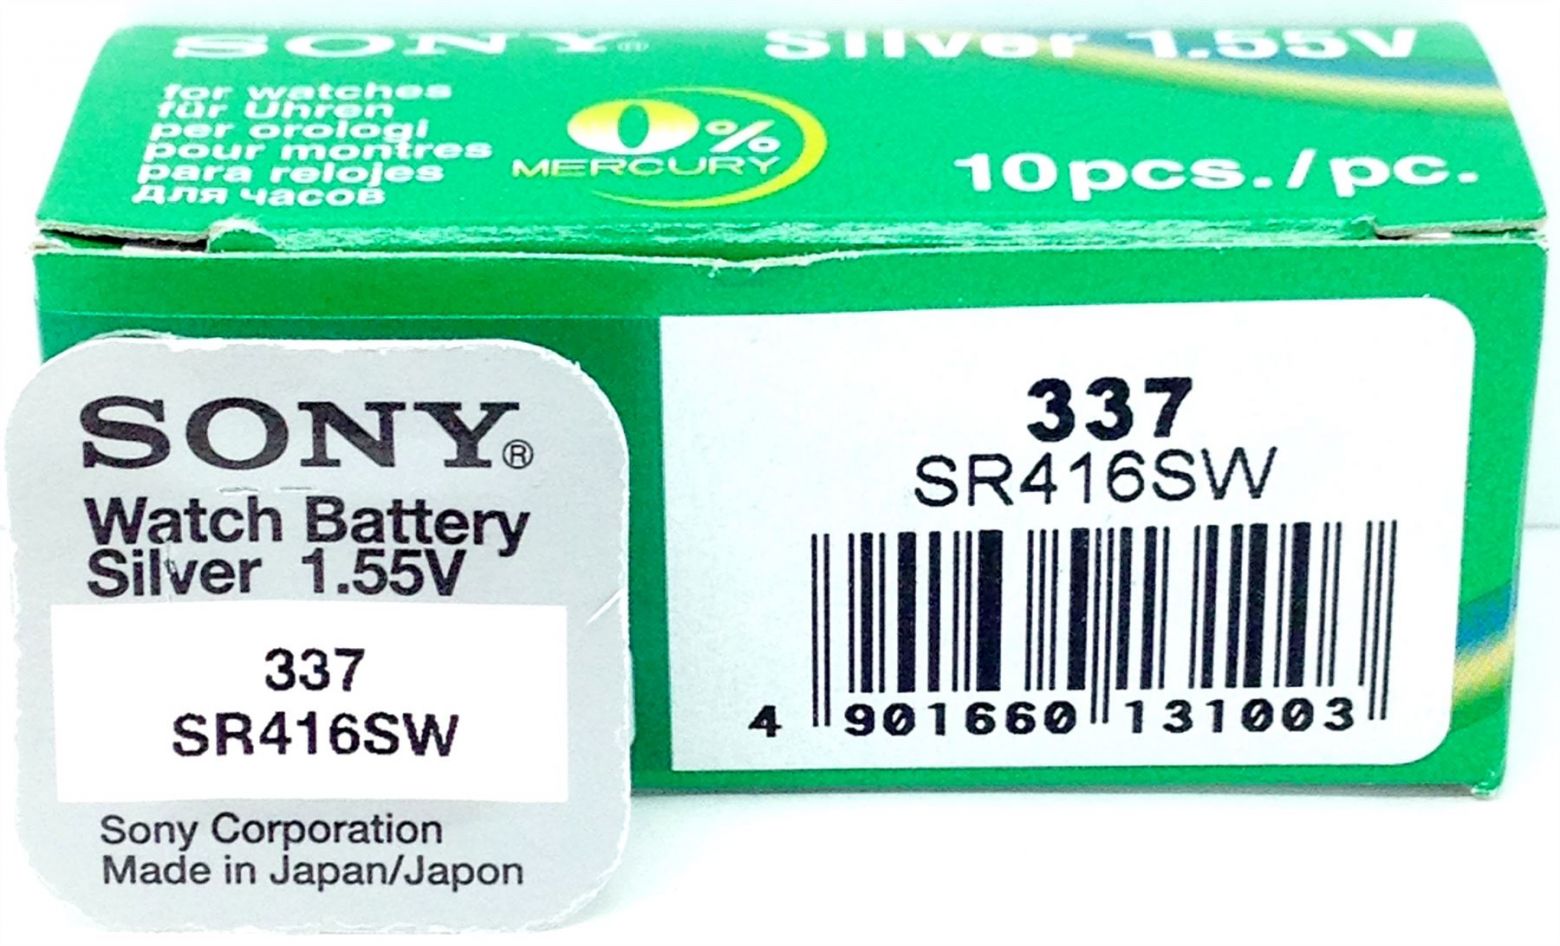 SONY®
Silver 1.55V
for watches
für Uhren
per orologi
pour montres
para relojes
для часов
0%
MERCURY
10pcs./pc.
337
SR416SW
4 901660 131003
SONY®
Watch Battery
Silver 1.55V
337
SR416SW
Sony Corporation
Made in Japan/Japon